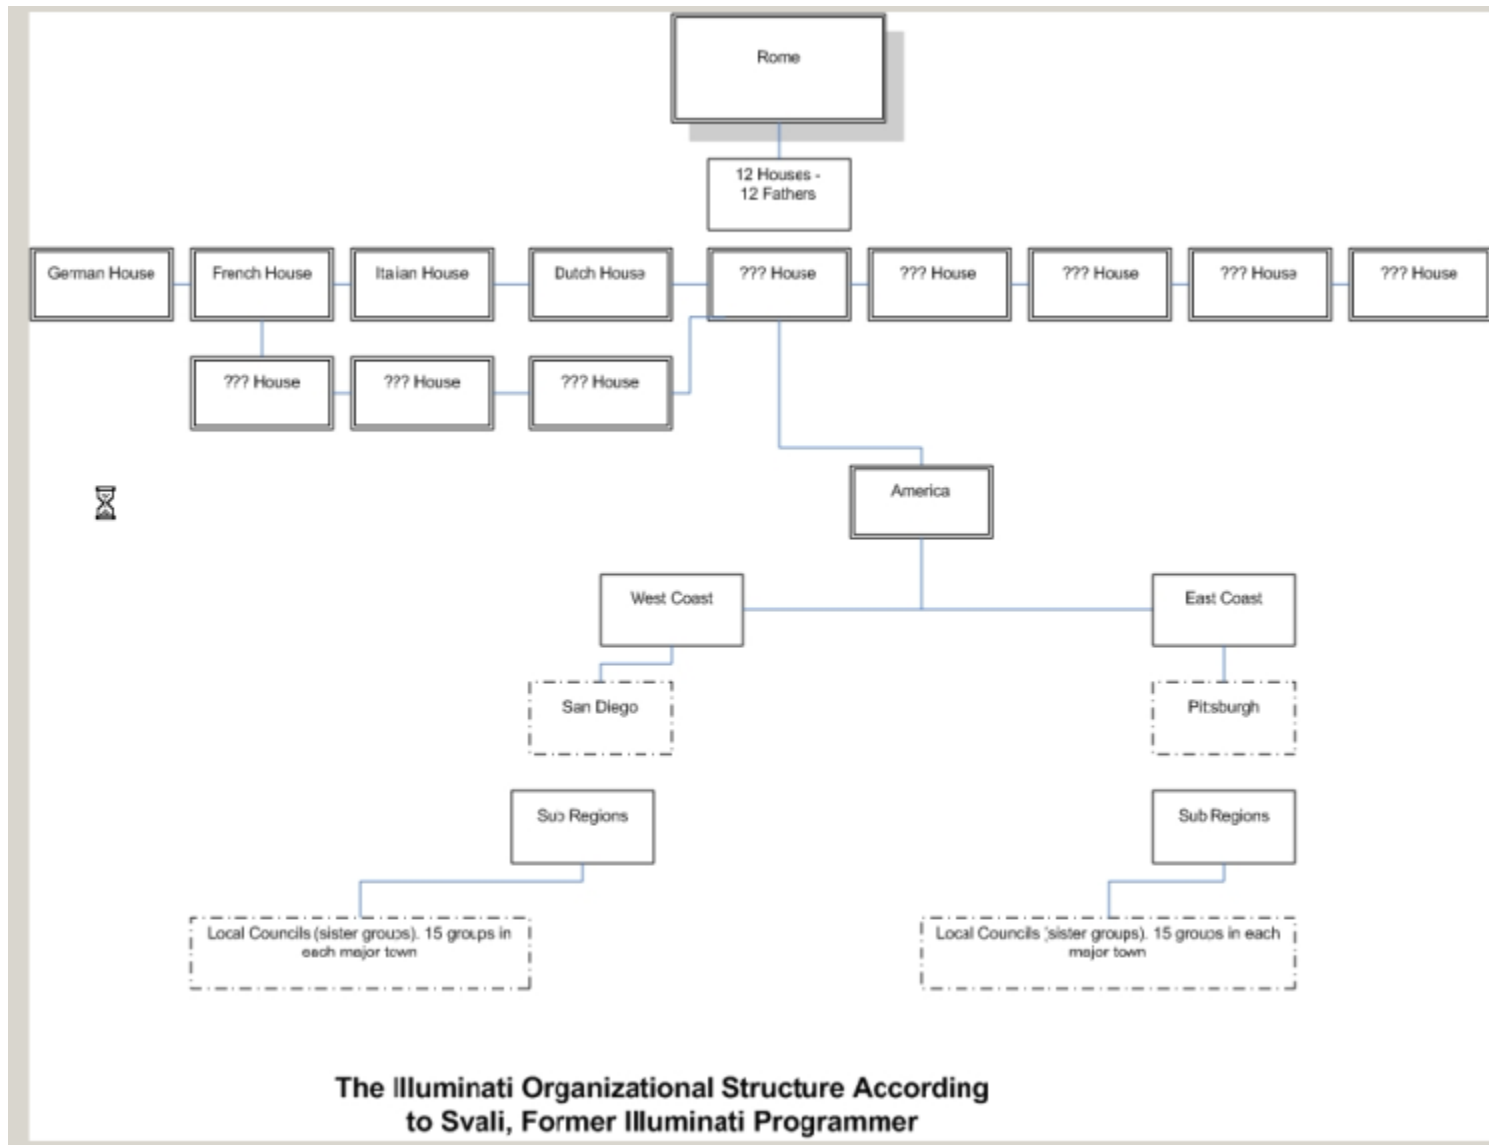 Rome
12 Houses -
12 Fathers
German House
French House
Italian House
Dutch House
??? House
??? House
??? House
??? House
??? House
??? House
??? House
??? House
America
West Coast
East Coast
San Diego
Pittsburgh
Sub Regions
Sub Regions
Local Councils (sister groups). 15 groups in
each major town
Local Councils (sister groups). 15 groups in each
major town
The Illuminati Organizational Structure According
to Svali, Former Illuminati Programmer